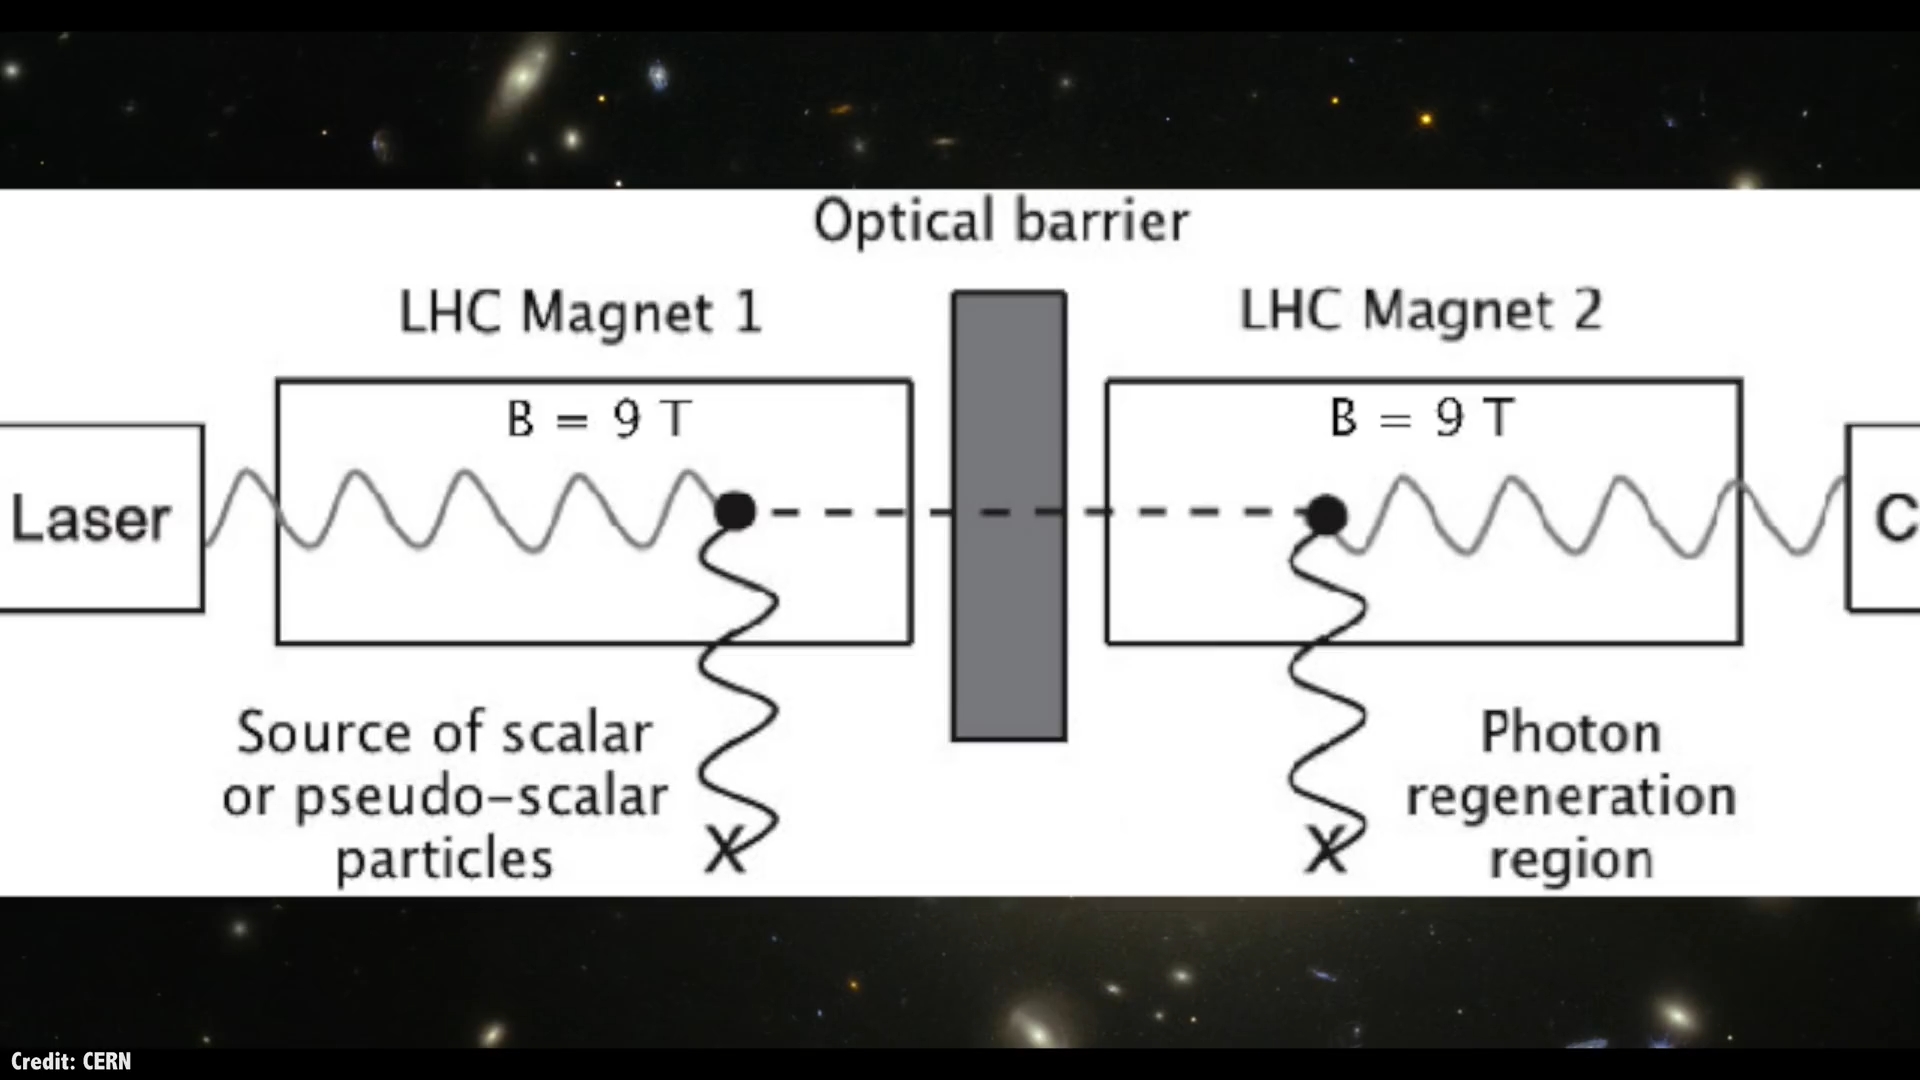 Optical barrier
LHC Magnet 1
LHC Magnet 2
B = 9 T
B = 9 T
Laser
C
Source of scalar
or pseudo-scalar
particles
X
X
Photon
regeneration
region
Credit: CERN